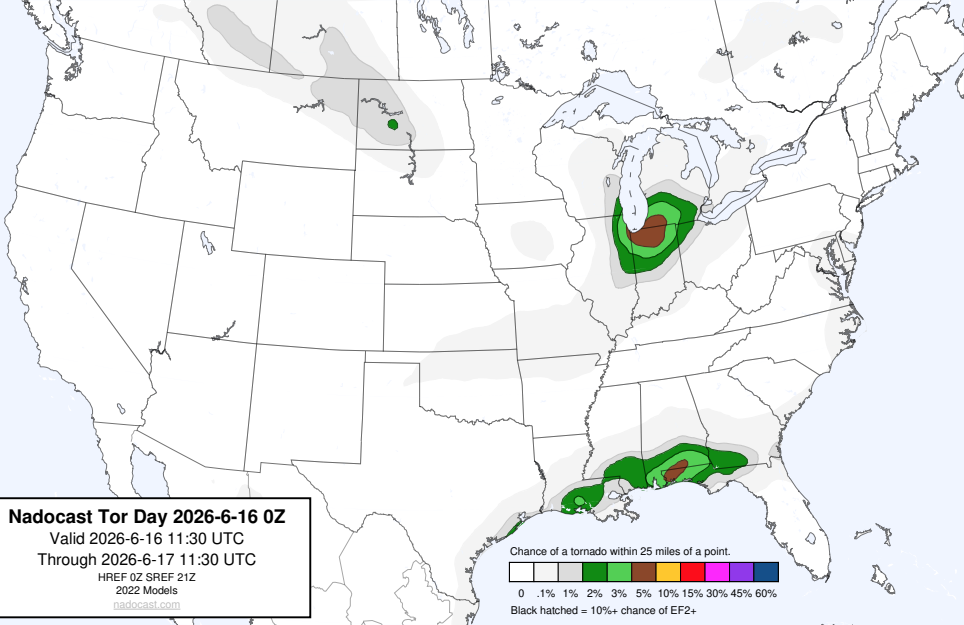 Nadocast Tor Day 2026-6-16 0Z
Valid 2026-6-16 11:30 UTC
Through 2026-6-17 11:30 UTC
HREF 0Z SREF 21Z
2022 Models
nadocast.com
Chance of a tornado within 25 miles of a point.
0 .1% 1% 2% 3% 5% 10% 15% 30% 45% 60%
Black hatched = 10%+ chance of EF2+